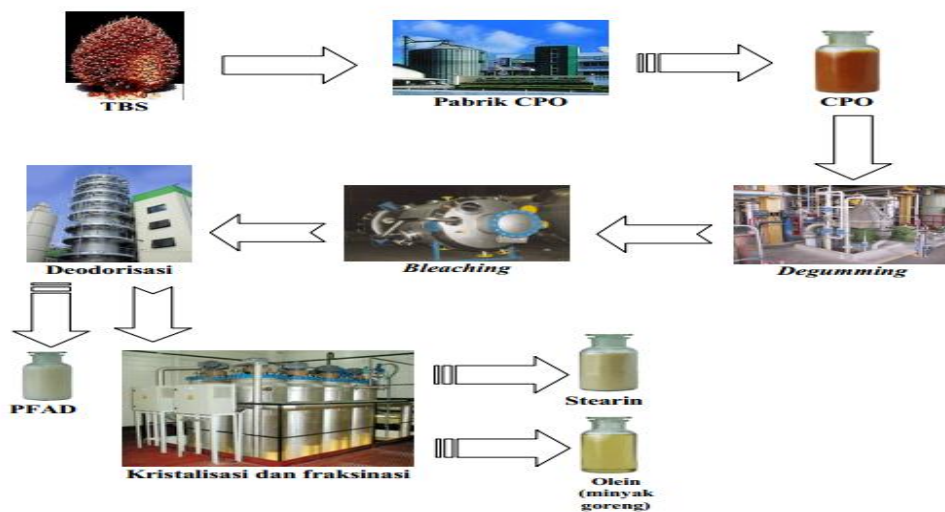 TBS
Pabrik CPO
CPO
Deodorisasi
Bleaching
Degumming
PFAD
Kristalisasi dan fraksinasi
Stearin
Olein
(minyak
goreng)